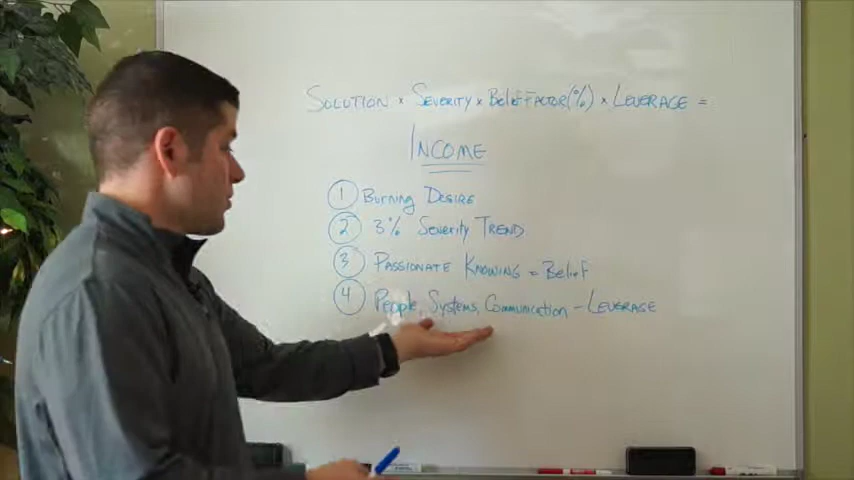 Solution x Severity x Belief Factor (%) x Leverage =
Income
1 Burning Desire
2 3% Severity Trend
3 Passionate Knowing = Belief
4 People, Systems, Communication - Leverage